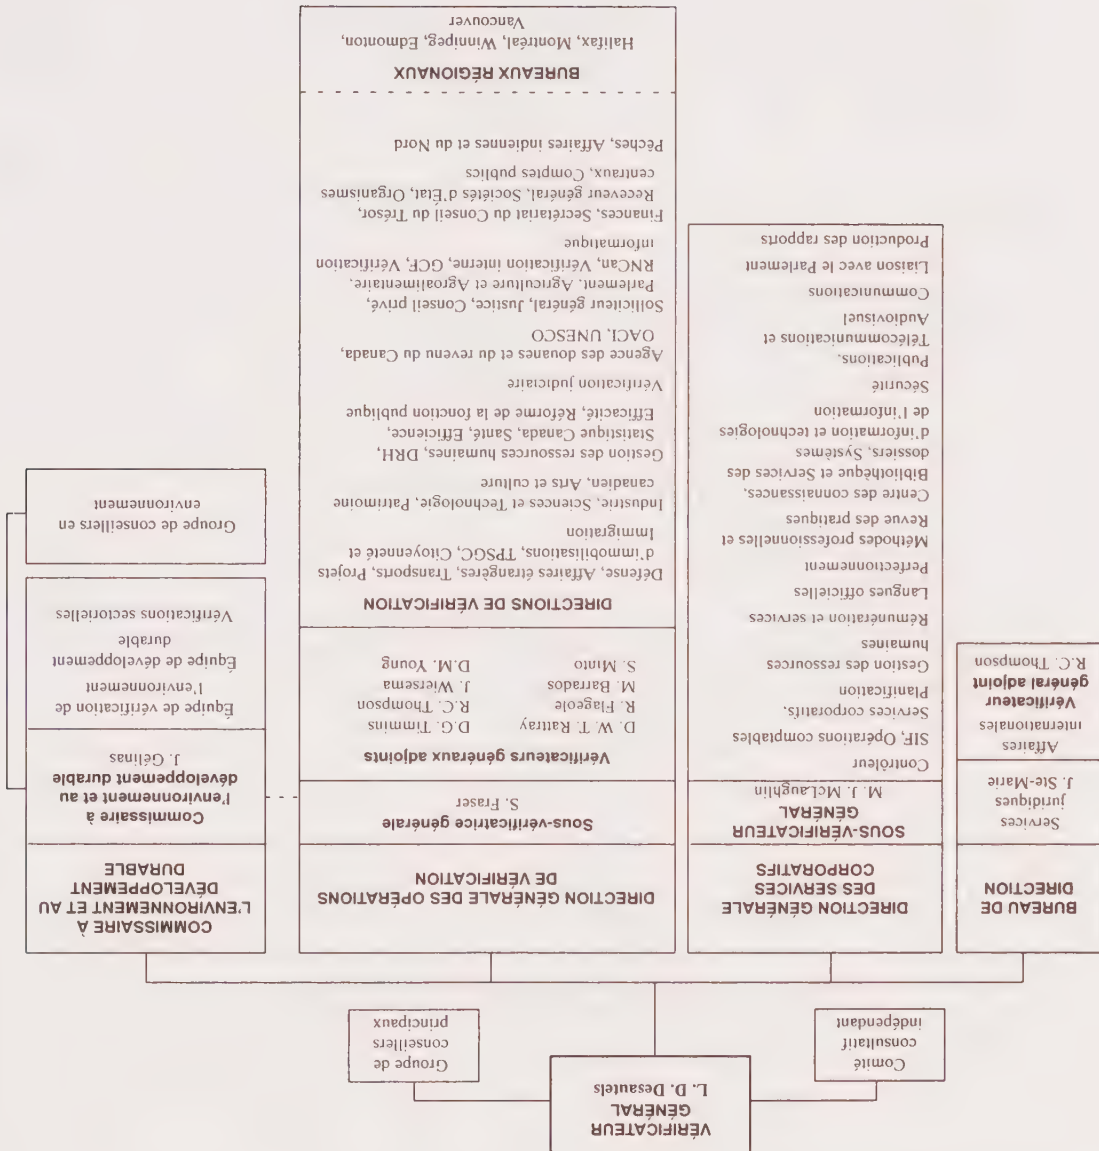 VÉRIFICATEUR
GÉNÉRAL
L. D. Desautels
Comité
consultatif
indépendant
Groupe de
conseillers
principaux
BUREAU DE
DIRECTION
Services
juridiques
J. Ste-Marie
Affaires
internationales
Vérificateur
général adjoint
R.C. Thompson
DIRECTION GÉNÉRALE
DES SERVICES
CORPORATIFS
SOUS-VÉRIFICATEUR
GÉNÉRAL
M. J. McLaughlin
Contrôleur
SIF, Opérations comptables
Services corporatifs.
Planification
Gestion des ressources
humaines
Rémunération et services
Langues officielles
Perfectionnement
Méthodes professionnelles et
Revue des pratiques
Centre des connaissances,
Bibliothèque et Services des
dossiers, Systèmes
d'information et technologies
de l'information
Sécurité
Publications.
Télécommunications et
Audiovisuel
Communications
Liaison avec le Parlement
Production des rapports
DIRECTION GÉNÉRALE DES OPÉRATIONS
DE VÉRIFICATION
Sous-vérificatrice générale
S. Fraser
Vérificateurs généraux adjoints
D. W. T. Rattray D.G. Timmins
R. Flageole R.C. Thompson
M. Barrados J. Wiersema
S. Minto D.M. Young
DIRECTIONS DE VÉRIFICATION
Défense, Affaires étrangères, Transports, Projets
d'immobilisations, TPSGC, Citoyenneté et
Immigration
Industrie, Sciences et Technologie, Patrimoine
canadien, Arts et culture
Gestion des ressources humaines, DRH,
Statistique Canada, Santé, Efficience,
Efficacité, Réforme de la fonction publique
Vérification judiciaire
Agence des douanes et du revenu du Canada,
OACI, UNESCO
Solliciteur général, Justice, Conseil privé,
Parlement. Agriculture et Agroalimentaire.
RNCan, Vérification interne, GCF, Vérification
informatique
Finances, Secrétariat du Conseil du Trésor,
Receveur général, Sociétés d'État, Organismes
centraux, Comptes publics
Pêches, Affaires indiennes et du Nord
BUREAUX RÉGIONAUX
Halifax, Montréal, Winnipeg, Edmonton,
Vancouver
COMMISSAIRE À
L'ENVIRONNEMENT ET AU
DÉVELOPPEMENT
DURABLE
Commissaire à
l'environnement et au
développement durable
J. Gélinas
Équipe de vérification de
l'environnement
Équipe de développement
durable
Vérifications sectorielles
Groupe de conseillers en
environnement